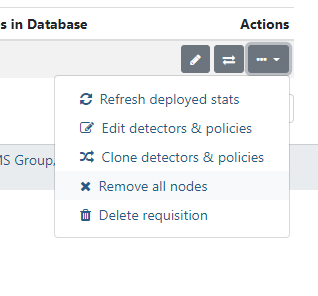 s in Database Actions
Refresh deployed stats
Edit detectors & policies
Clone detectors & policies
MS Group,
Remove all nodes
Delete requisition